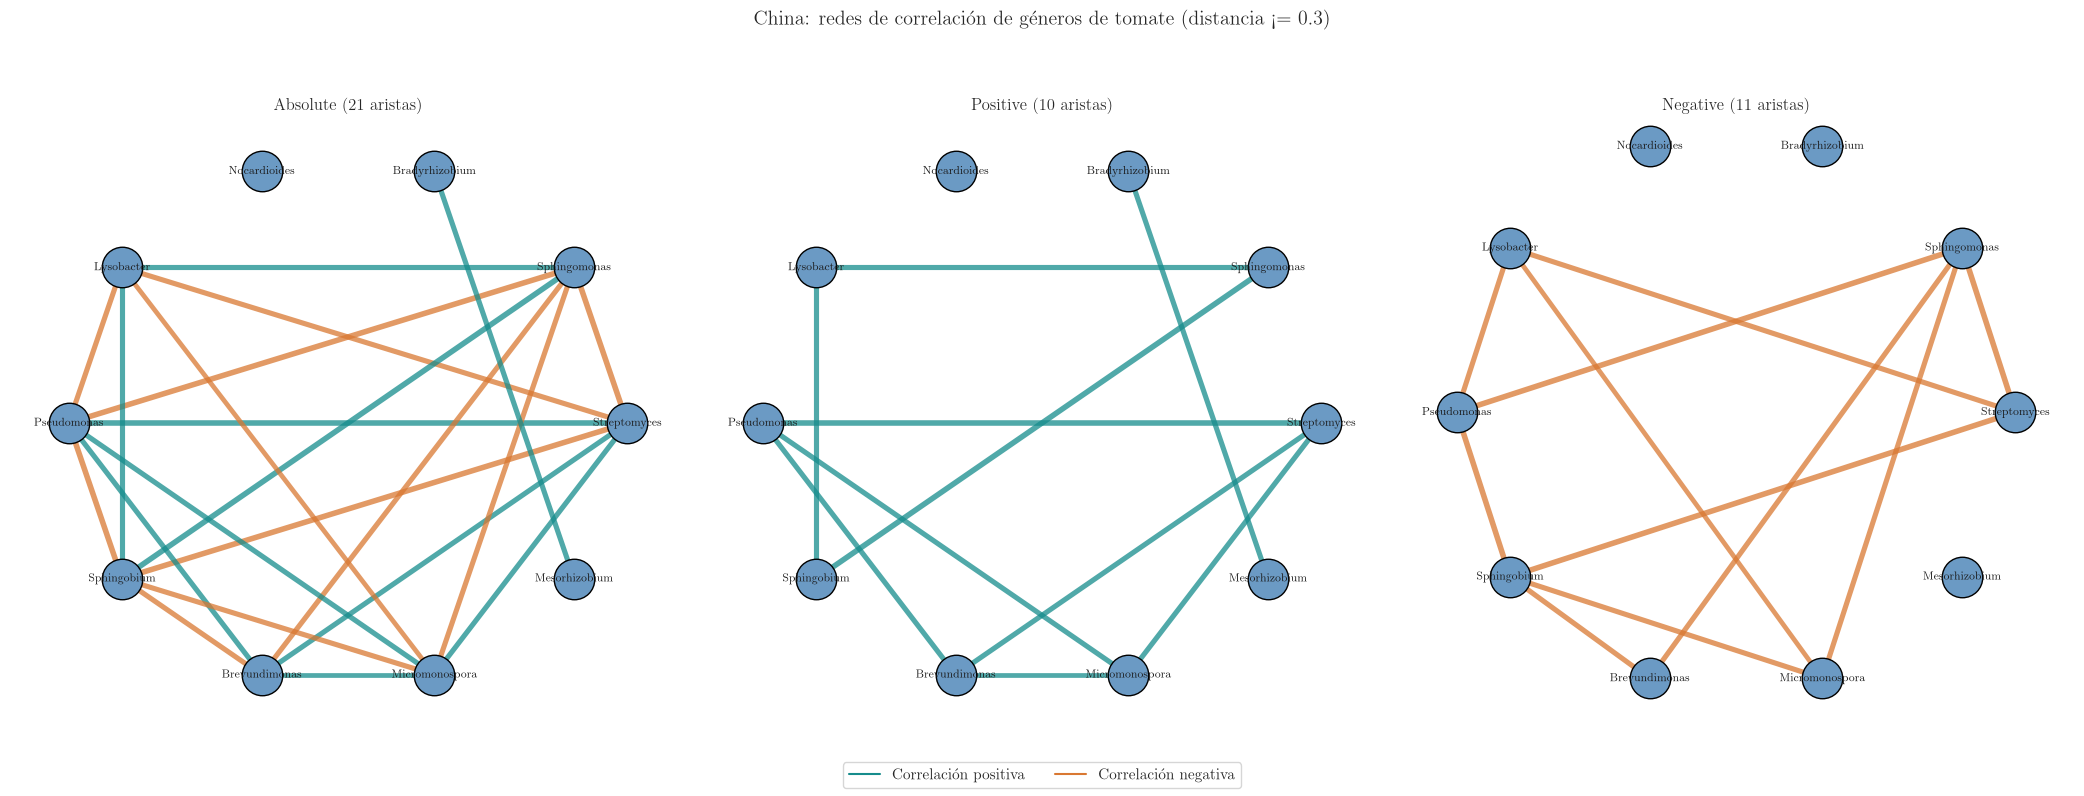 China: redes de correlación de géneros de tomate (distancia ¡= 0.3)
Absolute (21 aristas)
Nocardioides
Bradyrhizobium
Lysobacter
Sphingomonas
Pseudomonas
Streptomyces
Sphingobium
Mesorhizobium
Brevundimonas
Micromonospora
Positive (10 aristas)
Nocardioides
Bradyrhizobium
Lysobacter
Sphingomonas
Pseudomonas
Streptomyces
Sphingobium
Mesorhizobium
Brevundimonas
Micromonospora
Negative (11 aristas)
Nocardioides
Bradyrhizobium
Lysobacter
Sphingomonas
Pseudomonas
Streptomyces
Sphingobium
Mesorhizobium
Brevundimonas
Micromonospora
Correlación positiva
Correlación negativa